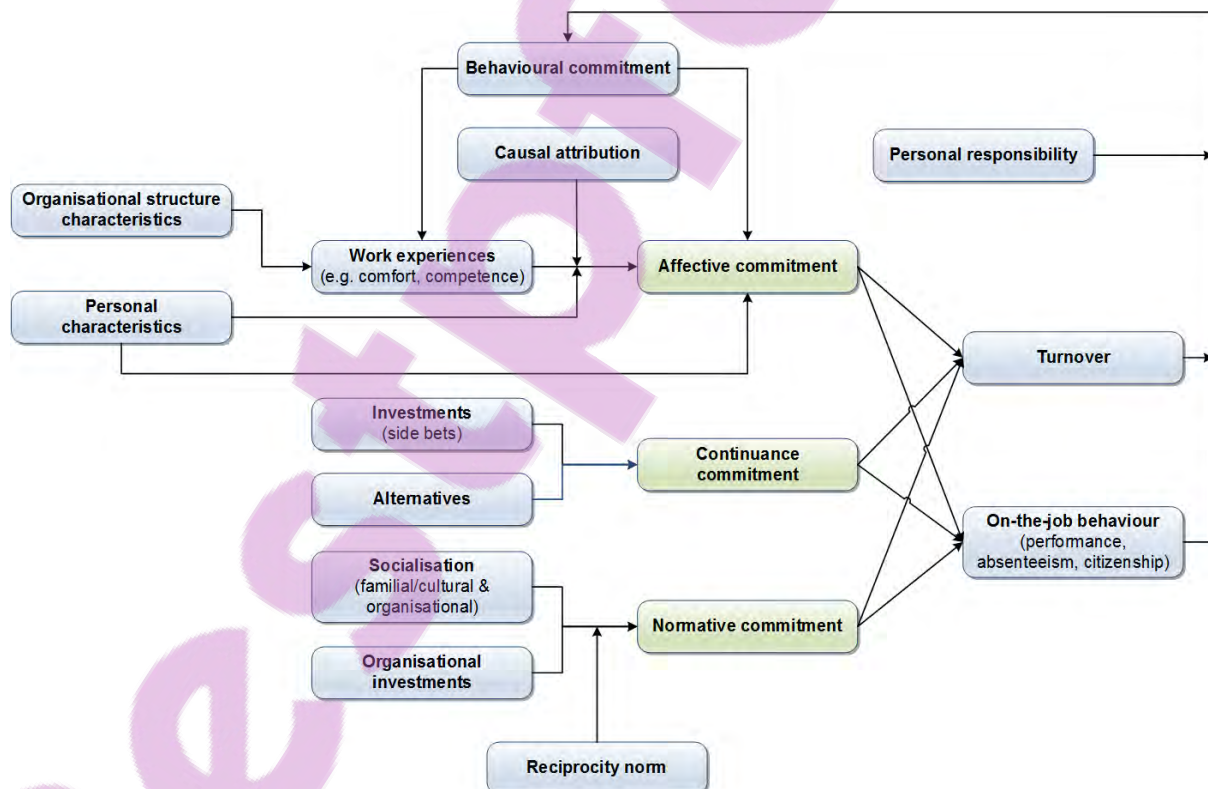 Behavioural commitment
Causal attribution
Personal responsibility
Organisational structure
characteristics
Work experiences
(e.g. comfort, competence)
Affective commitment
Personal
characteristics
Turnover
Investments
(side bets)
Continuance
commitment
Alternatives
On-the-job behaviour
(performance,
absenteeism, citizenship)
Socialisation
(familial/cultural &
organisational)
Normative commitment
Organisational
investments
Reciprocity norm